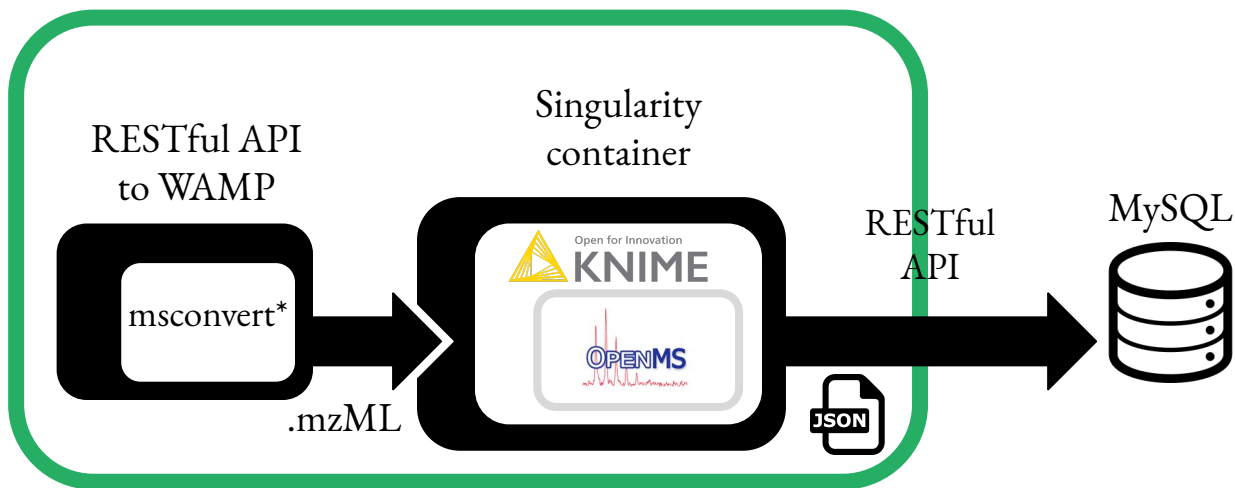 RESTful API
to WAMP
msconvert*
.mzML
Singularity
container
Open for Innovation
KNIME
OPENMS
RESTful
API
JSON
MySQL